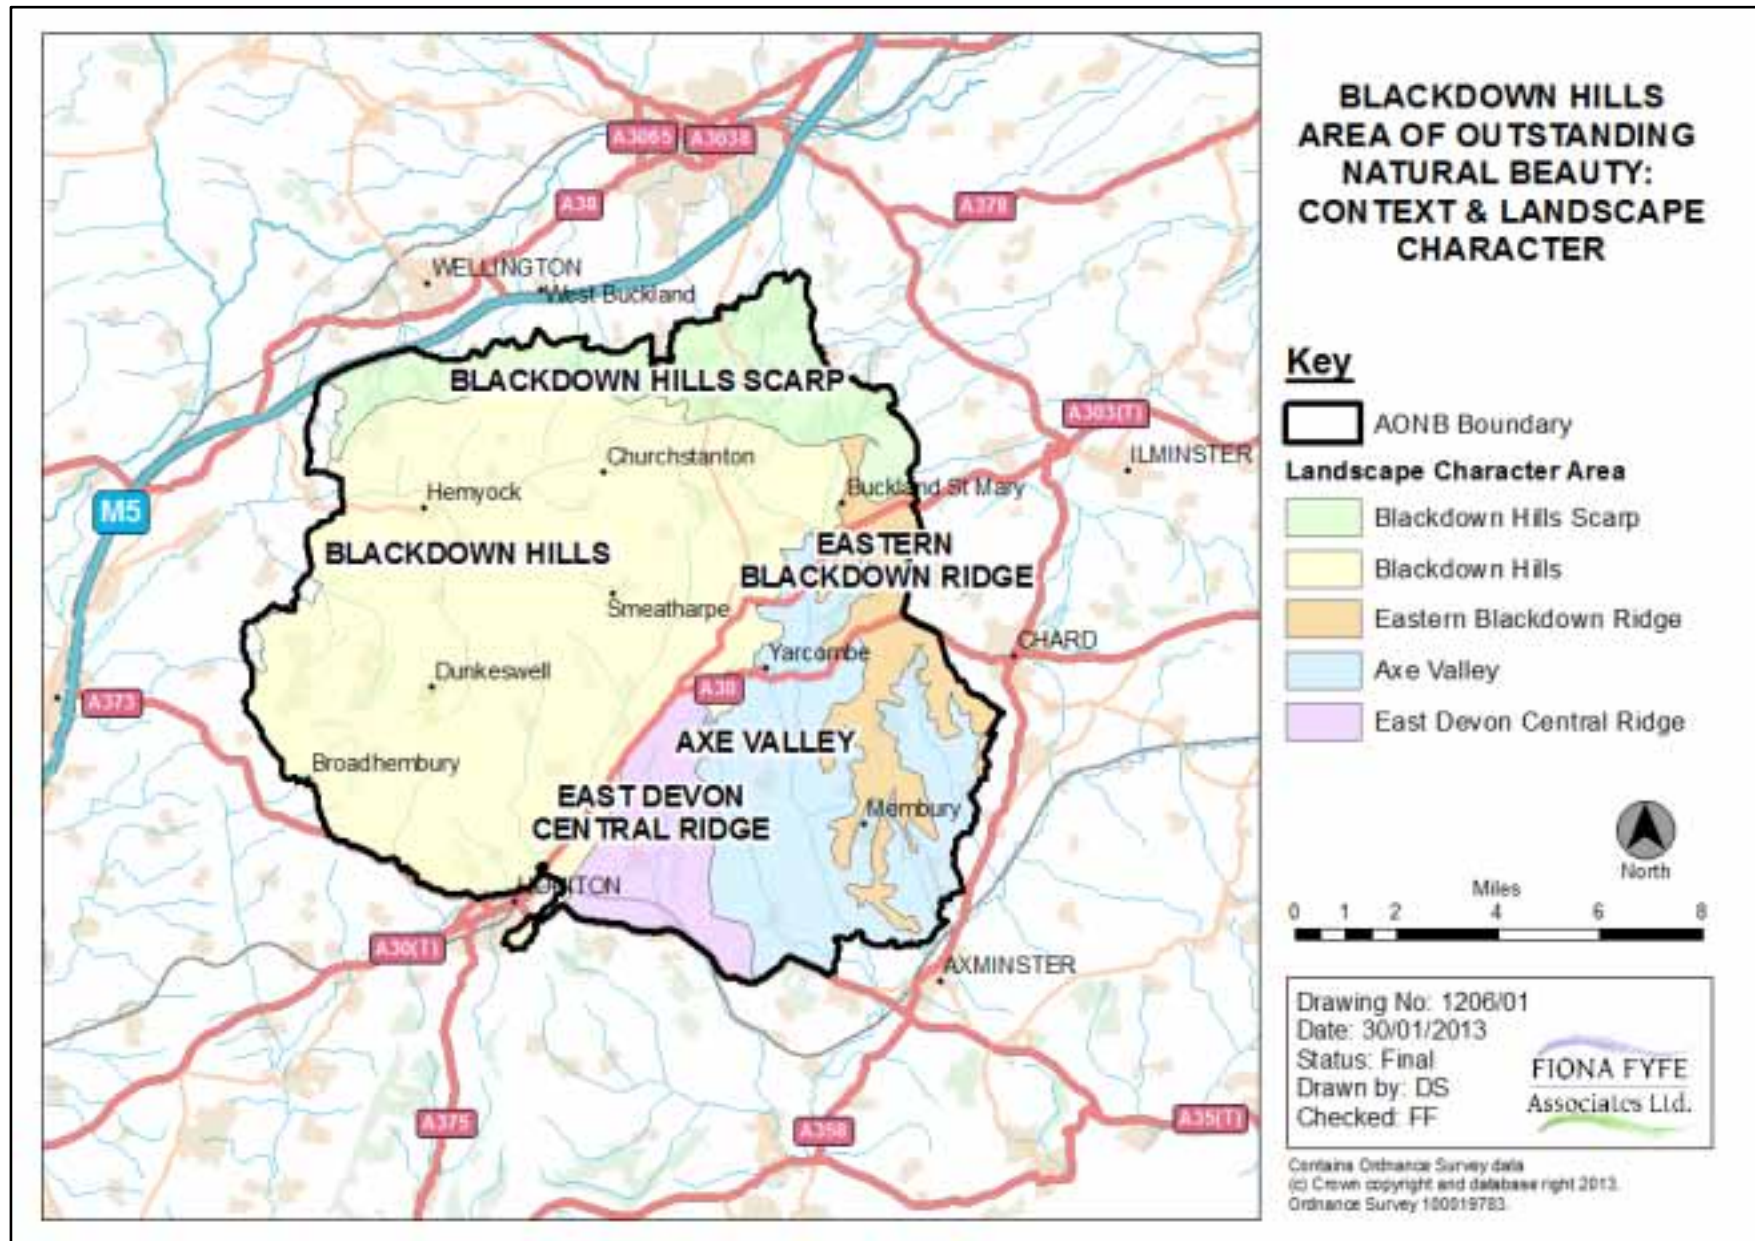 BLACKDOWN HILLS
AREA OF OUTSTANDING
NATURAL BEAUTY:
CONTEXT & LANDSCAPE
CHARACTER
Key
AONB Boundary
Landscape Character Area
Blackdown Hills Scarp
Blackdown Hills
Eastern Blackdown Ridge
Axe Valley
East Devon Central Ridge
North
Miles
0 1 2 4 6 8
Drawing No: 1206/01
Date: 30/01/2013
Status: Final
Drawn by: DS
Checked: FF
FIONA FYFE
Associates Ltd.
Contains Ordnance Survey data
(c) Crown copyright and database right 2013.
Ordnance Survey 100019783.
A3065
A3038
A38
A378
WELLINGTON
West Buckland
BLACKDOWN HILLS SCARP
A303(T)
ILMINSTER
Churchstanton
Hemyock
Buckland St Mary
M5
BLACKDOWN HILLS
EASTERN
BLACKDOWN RIDGE
Smeatharpe
CHARD
Yarcombe
Dunkeswell
A30
A373
AXE VALLEY
Broadhembury
EAST DEVON
CENTRAL RIDGE
Membury
HONITON
A30(T)
AXMINSTER
A375
A358
A35(T)